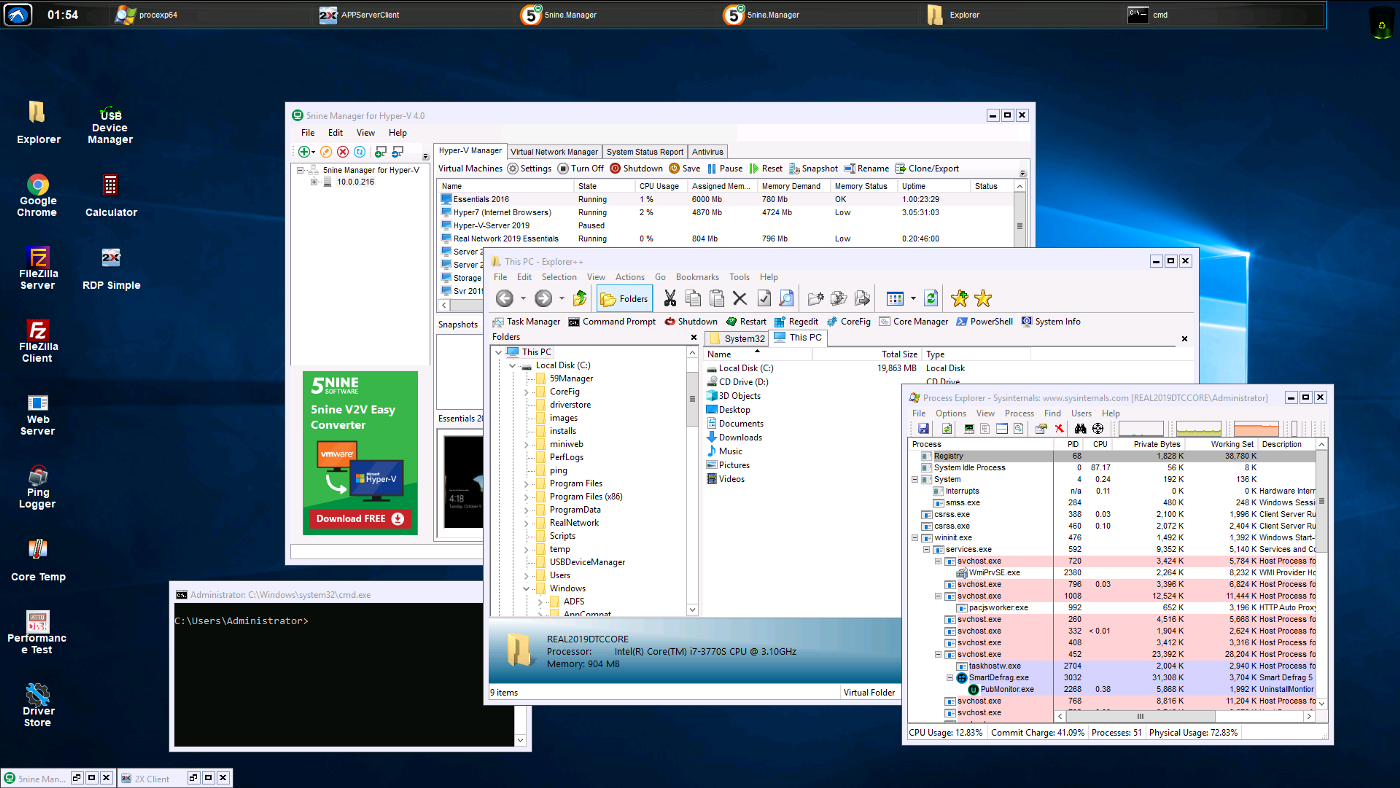 01:54
procexp64
2X
APPServerClient
5nine.Manager
5nine.Manager
Explorer
cmd
Explorer
USB Device Manager
Google Chrome
Calculator
FileZilla Server
RDP Simple
FileZilla Client
Web Server
Ping Logger
Core Temp
Performanc e Test
Driver Store
5nine Manager for Hyper-V 4.0
File Edit View Help
5nine Manager for Hyper-V
10.0.0.216
Hyper-V Manager Virtual Network Manager System Status Report Antivirus
Virtual Machines Settings Turn Off Shutdown Save Pause Reset Snapshot Rename Clone/Export
Name State CPU Usage Assigned Mem... Memory Demand Memory Status Uptime Status
Essentials 2016 Running 1 % 6000 Mb 780 Mb OK 1.00:23:29
Hyper7 (Internet Browsers) Running 2 % 4870 Mb 4724 Mb Low 3.05:31:03
Hyper-V-Server 2019 Paused
Real Network 2019 Essentials Running 0 % 804 Mb 796 Mb Low 0.20:46:00
Server 2
Server 2
Storage
Svr 2019
Snapshots
Essentials 20
4:18
Tuesday, October
5NINE
SOFTWARE
5nine V2V Easy
Converter
vmware
Microsoft
Hyper-V
Download FREE
This PC - Explorer++
File Edit Selection View Actions Go Bookmarks Tools Help
Folders
Task Manager Command Prompt Shutdown Restart Regedit CoreFig Core Manager PowerShell System Info
Folders
System32 This PC
This PC
Local Disk (C:)
59Manager
CoreFig
driverstore
images
installs
miniweb
PerfLogs
ping
Program Files
Program Files (x86)
ProgramData
RealNetwork
Scripts
temp
USBDeviceManager
Users
Windows
ADFS
AppCompat
Name Total Size Type
Local Disk (C:) 19,863 MB Local Disk
CD Drive (D:) CD Drive
3D Objects
Desktop
Documents
Downloads
Music
Pictures
Videos
REAL2019DTCCORE
Processor: Intel(R) Core(TM) i7-3770S CPU @ 3.10GHz
Memory: 904 MB
9 items Virtual Folder
Process Explorer - Sysinternals: www.sysinternals.com [REAL2019DTCCORE\Administrator]
File Options View Process Find Users Help
Process PID CPU Private Bytes Working Set Description
Registry 68 1,828 K 38,780 K
System Idle Process 0 87.17 56 K 8 K
System 4 0.24 192 K 136 K
Interrupts n/a 0.11 0 K 0 K Hardware Interr
smss.exe 284 480 K 248 K Windows Sessi
csrss.exe 388 0.03 2,100 K 1,996 K Client Server Ru
csrss.exe 460 0.10 2,072 K 2,404 K Client Server Ru
wininit.exe 476 1,492 K 1,392 K Windows Start-
services.exe 592 9,352 K 5,140 K Services and Co
svchost.exe 720 3,424 K 5,784 K Host Process fo
WmiPrvSE.exe 2380 2,264 K 8,232 K WMI Provider Ho
svchost.exe 796 0.03 3,396 K 6,824 K Host Process fo
svchost.exe 1008 12,524 K 11,444 K Host Process fo
pacjsworker.exe 992 652 K 3,196 K HTTP Auto Proxy
svchost.exe 260 4,516 K 5,668 K Host Process fo
svchost.exe 332 < 0.01 1,904 K 2,624 K Host Process fo
svchost.exe 408 3,412 K 3,316 K Host Process fo
svchost.exe 452 23,392 K 28,204 K Host Process fo
taskhostw.exe 2704 2,004 K 2,940 K Host Process fo
SmartDefrag.exe 3032 31,308 K 3,704 K Smart Defrag 5
PubMonitor.exe 2268 0.38 5,868 K 1,992 K UninstallMontior
svchost.exe 768 8,816 K 11,204 K Host Process fo
svchost.exe
CPU Usage: 12.83% Commit Charge: 41.09% Processes: 51 Physical Usage: 72.83%
Administrator: C:\Windows\system32\cmd.exe
C:\Users\Administrator>
5nine Man... 2X Client